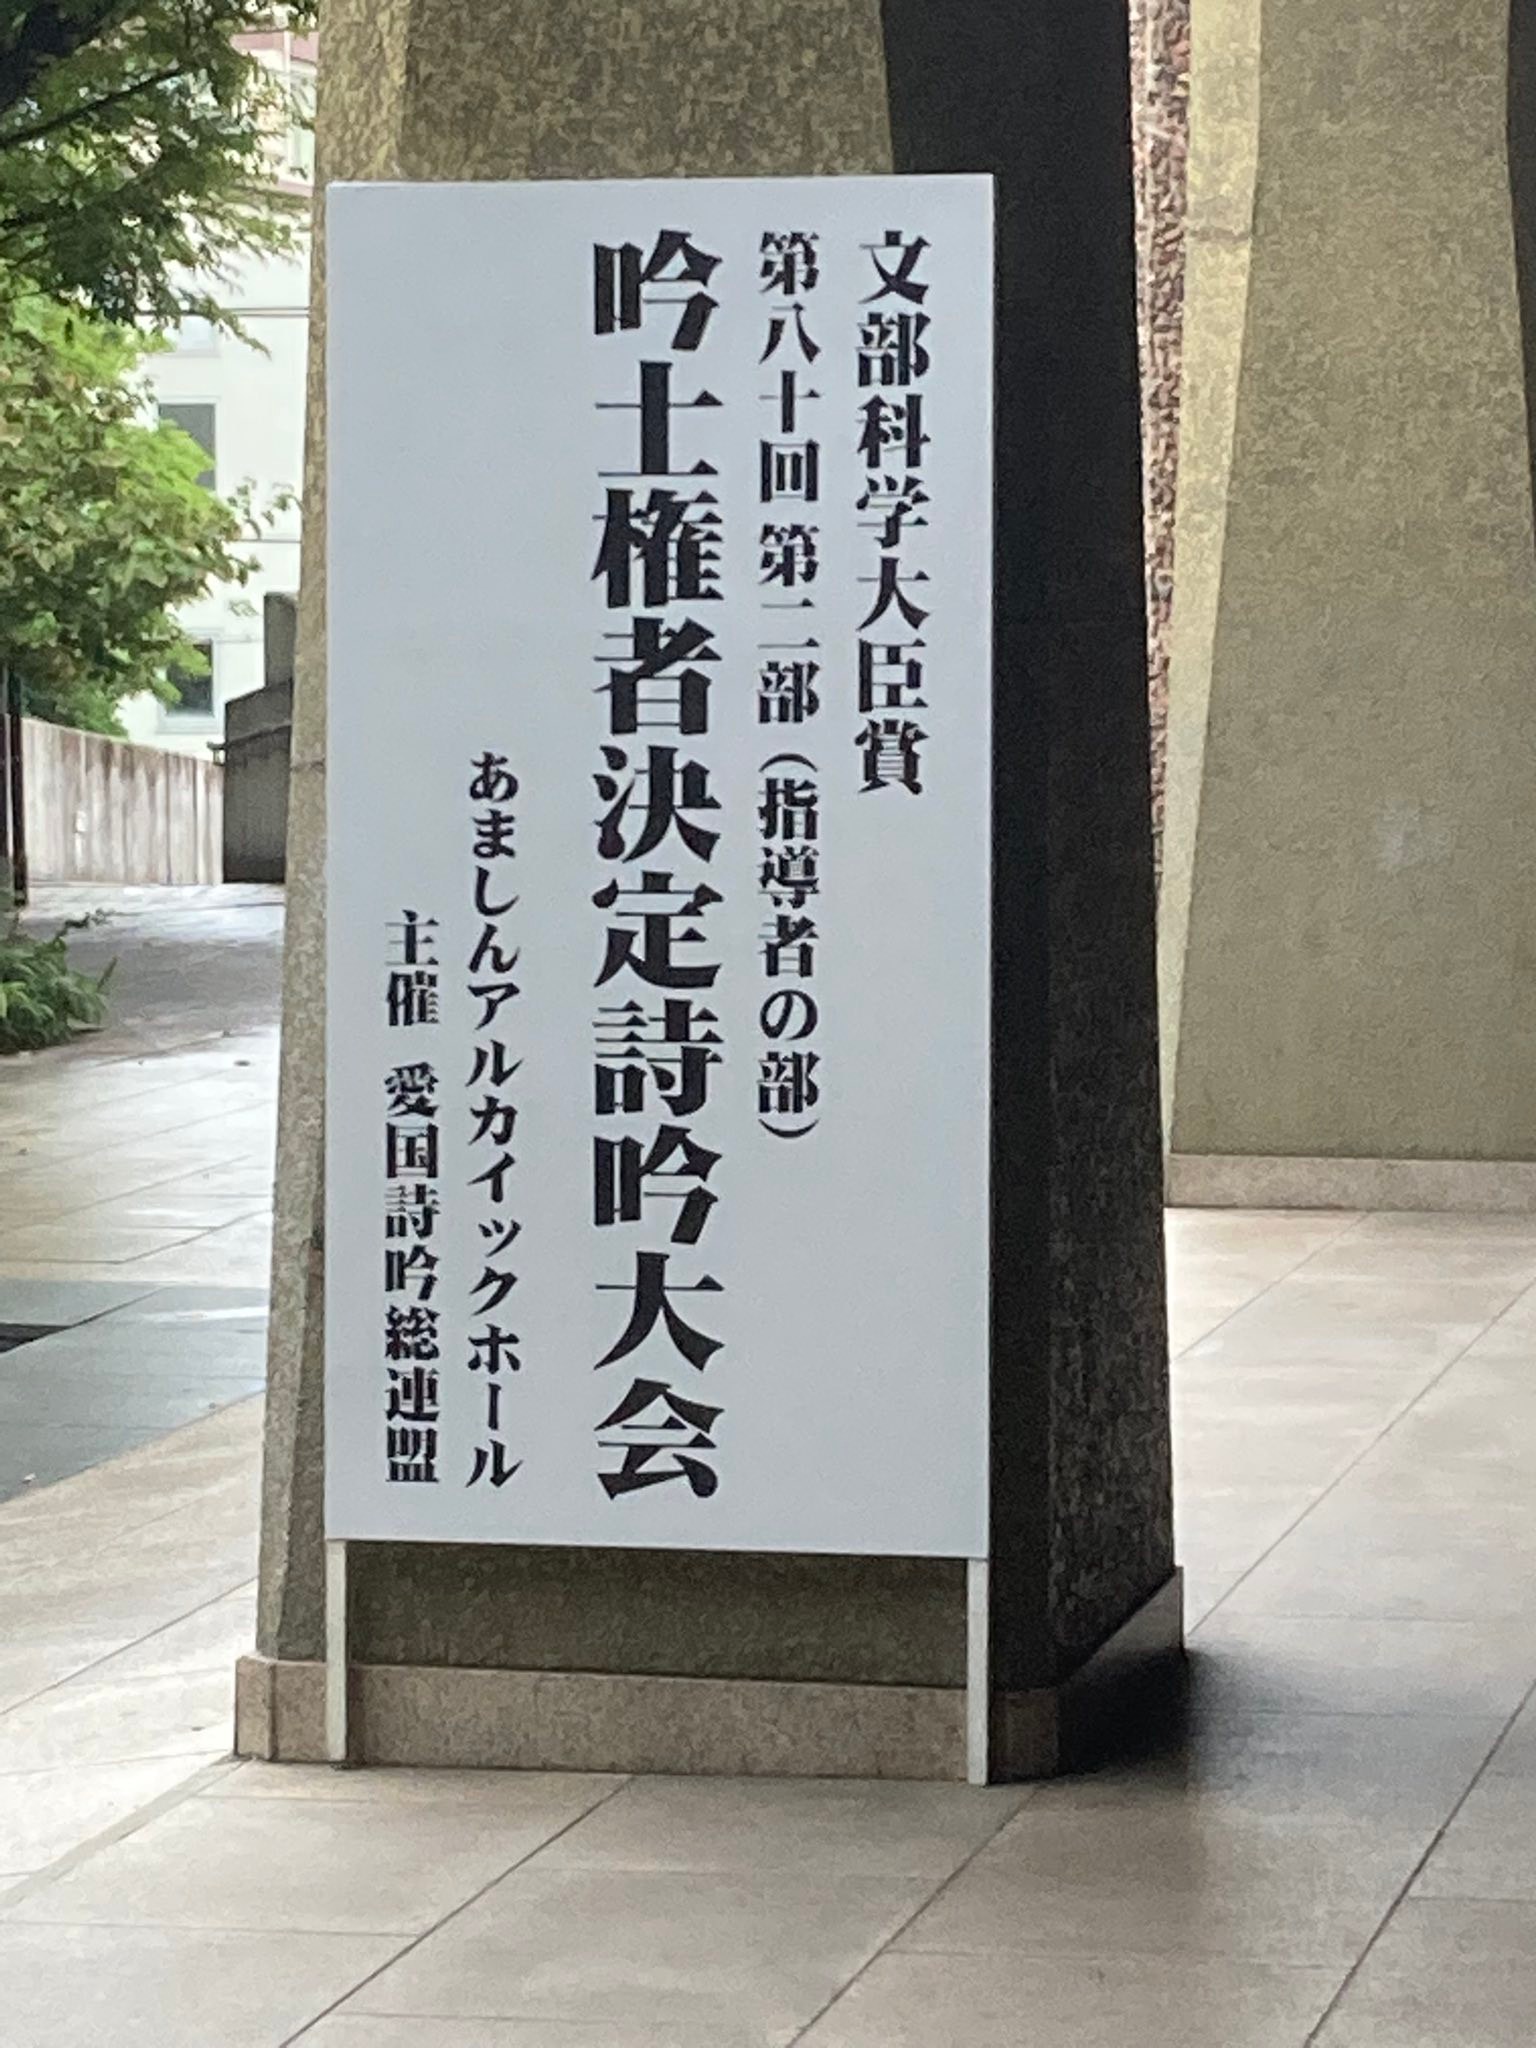 文部科学大臣賞
第八十回 第二部（指導者の部）
吟士権者決定詩吟大会
あましんアルカイックホール
主催 愛国詩吟総連盟